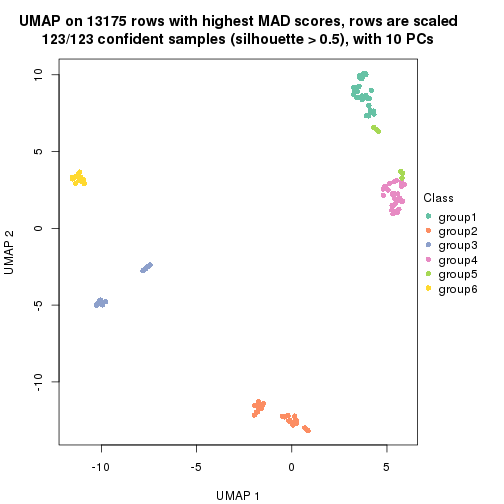 UMAP on 13175 rows with highest MAD scores, rows are scaled
123/123 confident samples (silhouette > 0.5), with 10 PCs
10
5
0
-5
-10
UMAP 2
-10
-5
0
5
UMAP 1
Class
group1
group2
group3
group4
group5
group6